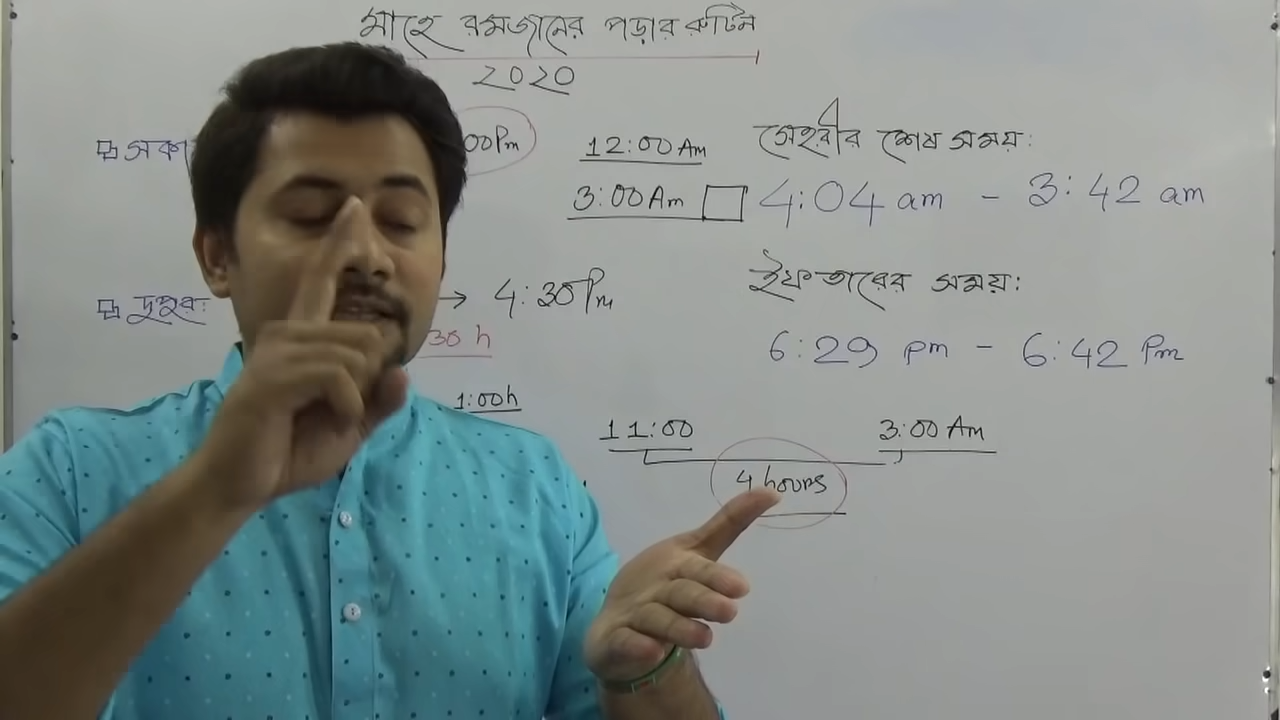 মাহে রমজানের পড়ার রুটিন
2020
সকা
00Pm
12:00 Am
3:00 Am
সেহরীর শেষ সময়:
4:04 am - 3:42 am
দুপুর:
→ 4:30 Pm
30 h
1:00h
ইফতারের সময়:
6:29 pm - 6:42 Pm
11:00
3:00 Am
4 hours